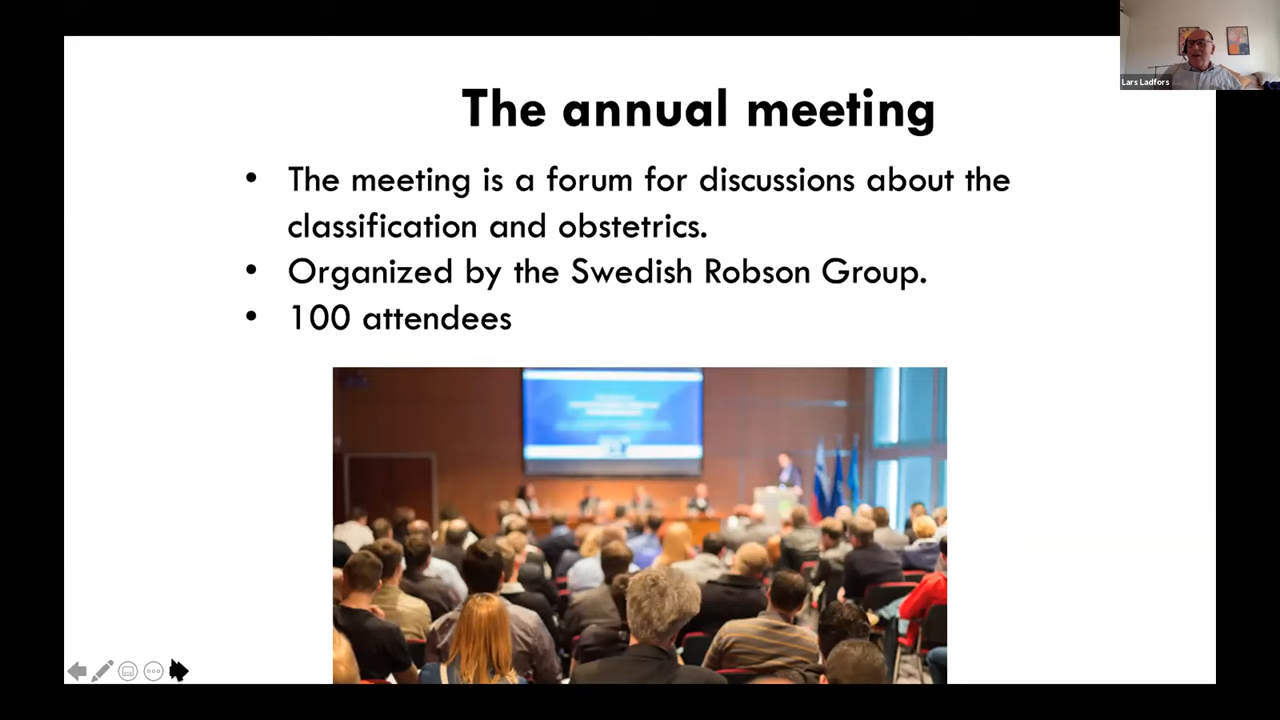 Lars Ladfors
The annual meeting
• The meeting is a forum for discussions about the
classification and obstetrics.
• Organized by the Swedish Robson Group.
• 100 attendees